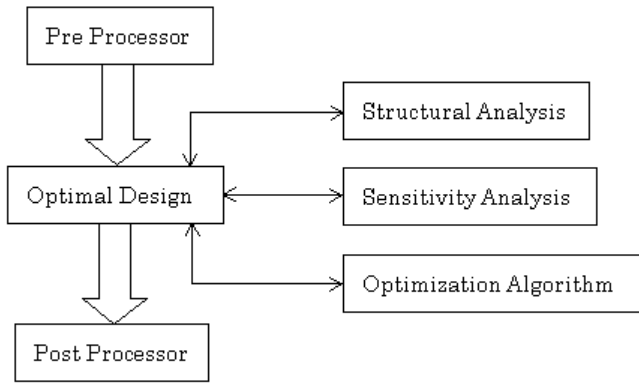 Pre Processor
Structural Analysis
Optimal Design
Sensitivity Analysis
Optimization Algorithm
Post Processor